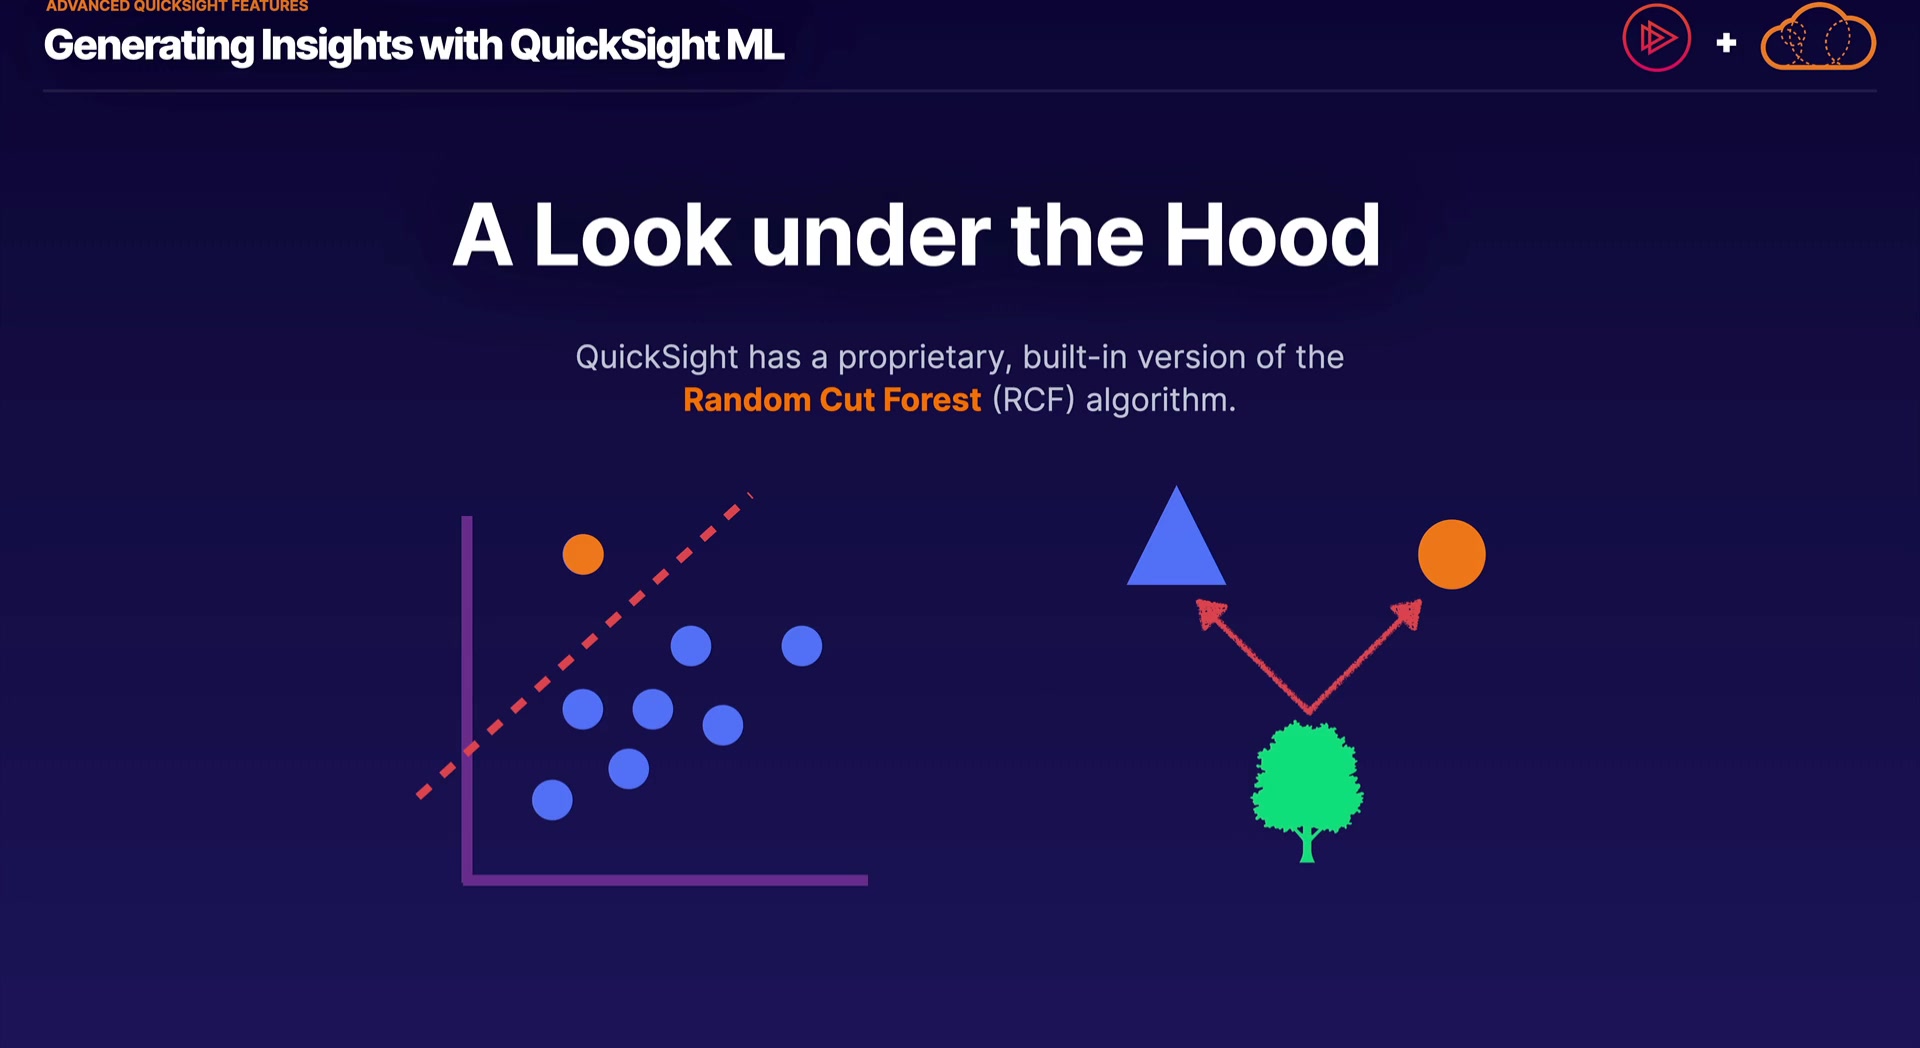 ADVANCED QUICKSIGHT FEATURES
Generating Insights with QuickSight ML
A Look under the Hood
QuickSight has a proprietary, built-in version of the
Random Cut Forest (RCF) algorithm.